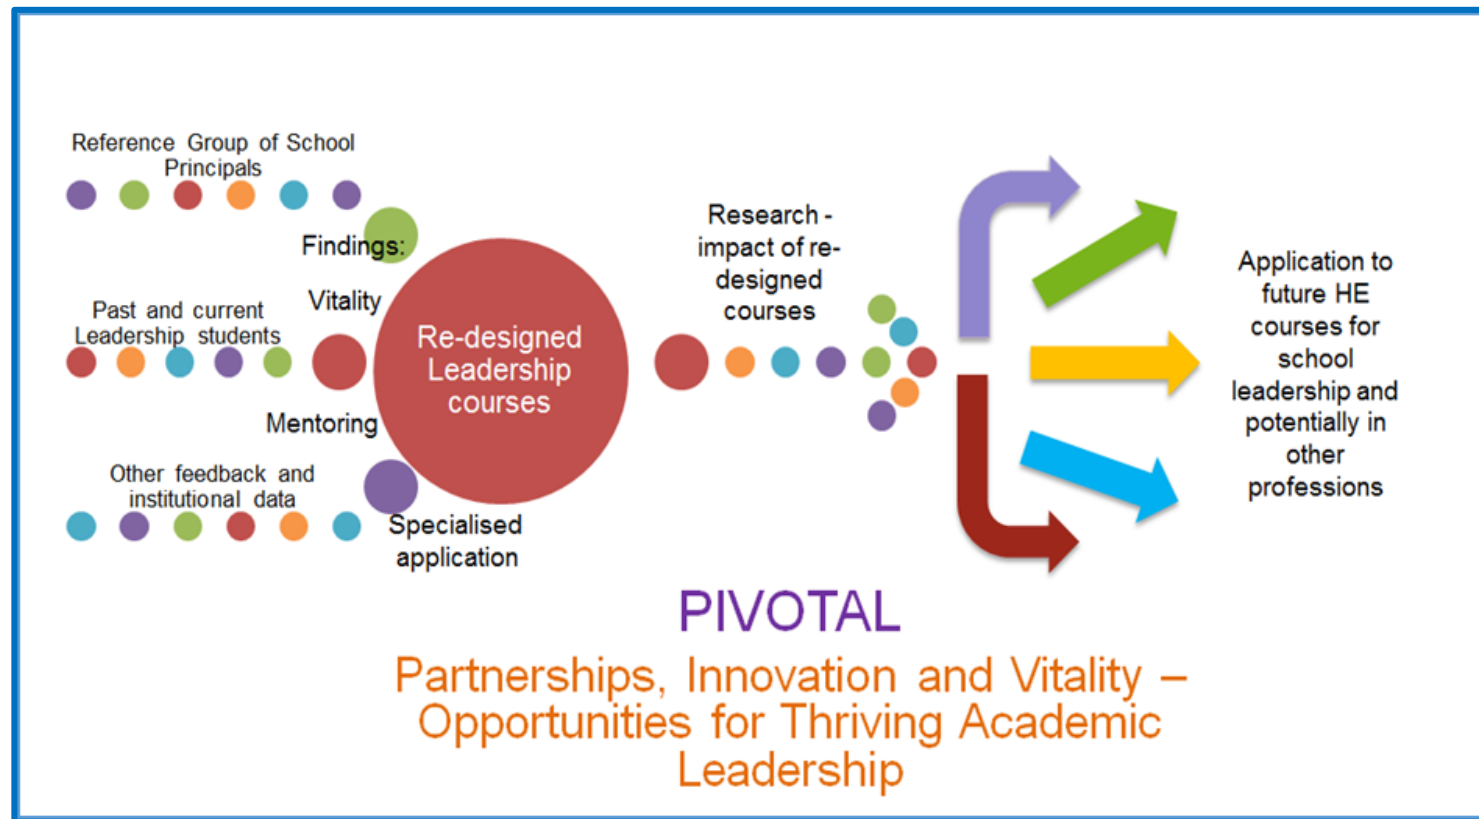 Reference Group of School
Principals
Findings:
Vitality
Past and current
Leadership students
Mentoring
Other feedback and
institutional data
Specialised
application
Re-designed
Leadership
courses
Research -
impact of re-
designed
courses
Application to
future HE
courses for
school
leadership and
potentially in
other
professions
PIVOTAL
Partnerships, Innovation and Vitality –
Opportunities for Thriving Academic
Leadership